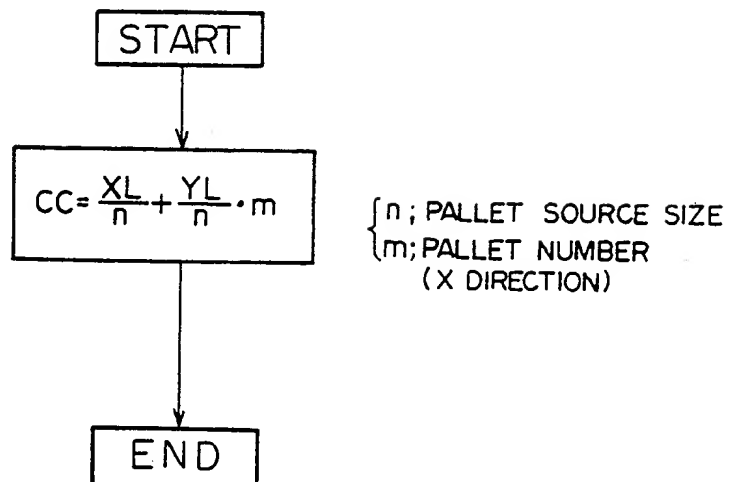 START
CC= XL/n + YL/n · m
n; PALLET SOURCE SIZE
m; PALLET NUMBER
(X DIRECTION)
END